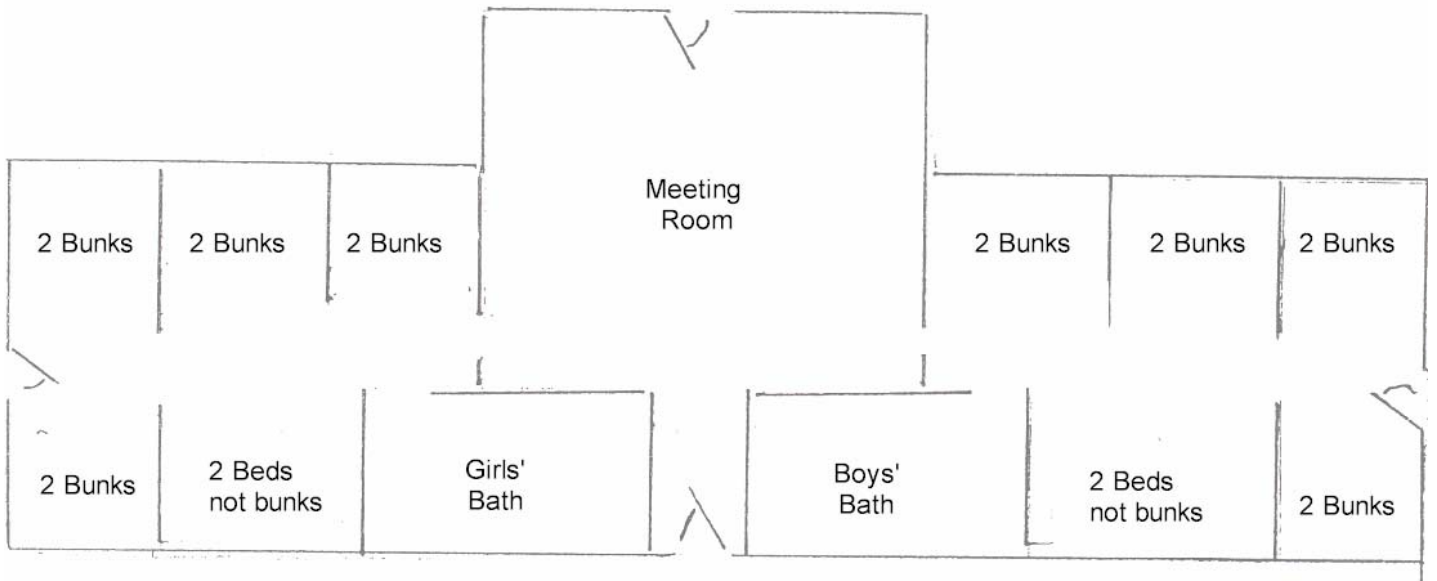 Meeting
Room
2 Bunks
2 Bunks
2 Bunks
2 Bunks
2 Bunks
2 Bunks
2 Bunks
2 Beds
not bunks
Girls'
Bath
Boys'
Bath
2 Beds
not bunks
2 Bunks